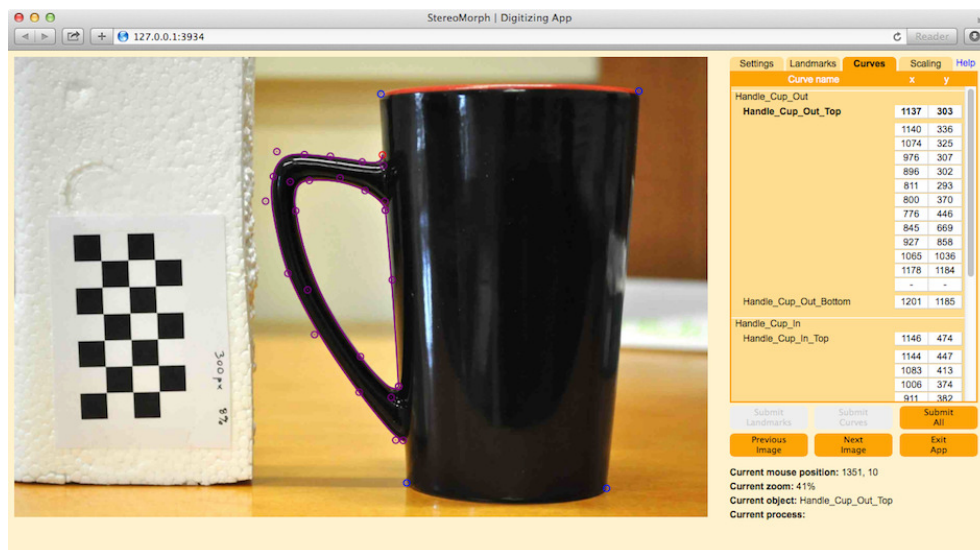 StereoMorph | Digitizing App
127.0.0.1:3934
Reader
Settings Landmarks Curves Scaling Help
Curve name x y
Handle_Cup_Out
Handle_Cup_Out_Top 1137 303
1140 336
1074 325
976 307
896 302
811 293
800 370
776 446
845 669
927 858
1065 1036
1178 1184
- -
Handle_Cup_Out_Bottom 1201 1185
Handle_Cup_In
Handle_Cup_In_Top 1146 474
1144 447
1083 413
1006 374
911 382
Submit Landmarks
Submit Curves
Submit All
Previous Image
Next Image
Exit App
Current mouse position: 1351, 10
Current zoom: 41%
Current object: Handle_Cup_Out_Top
Current process:
300px 8%